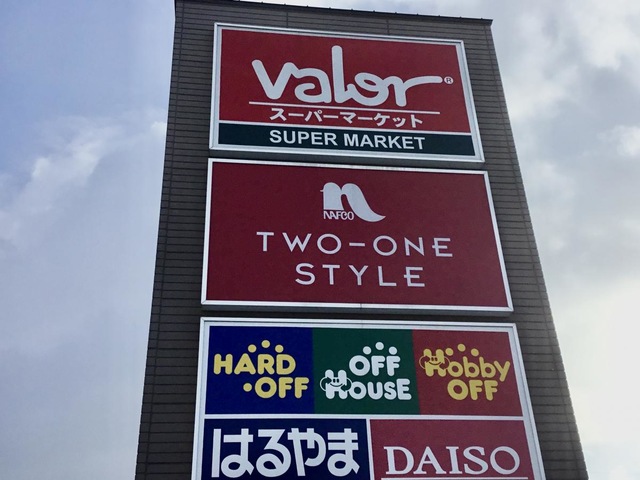 valor®
スーパーマーケット
SUPER MARKET
NAFCO
TWO-ONE
STYLE
HARD
OFF
OFF
HOUSE
Hobby
OFF
はるやま
DAISO